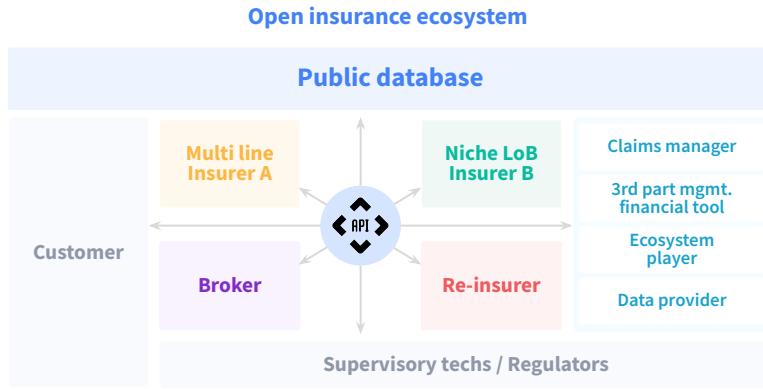 Open insurance ecosystem
Public database
Customer
Multi line
Insurer A
Niche LoB
Insurer B
API
Broker
Re-insurer
Claims manager
3rd part mgmt.
financial tool
Ecosystem
player
Data provider
Supervisory techs / Regulators